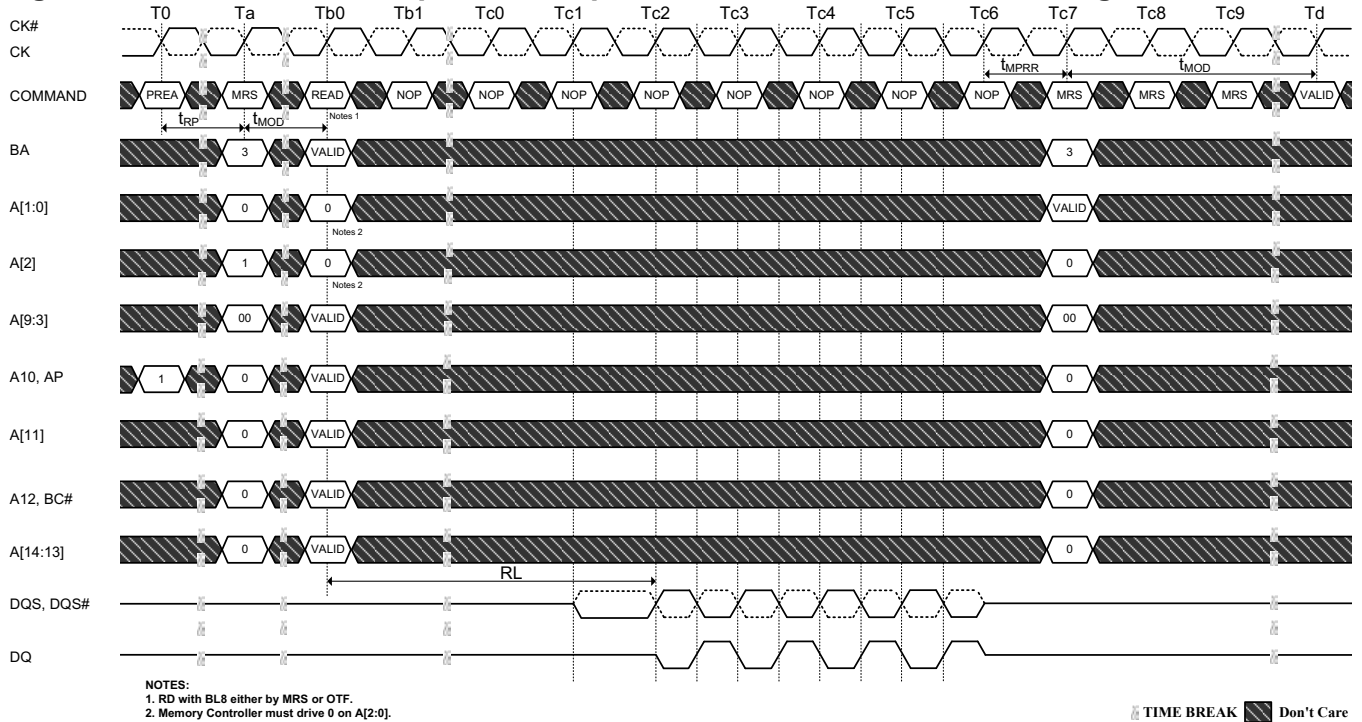 T0 Ta Tb0 Tb1 Tc0 Tc1 Tc2 Tc3 Tc4 Tc5 Tc6 Tc7 Tc8 Tc9 Td
CK#
CK
tMPRR tMOD
COMMAND PREA MRS READ NOP NOP NOP NOP NOP NOP NOP NOP MRS MRS MRS VALID
tRP tMOD Notes 1
BA 3 VALID 3
A[1:0] 0 0 VALID
Notes 2
A[2] 1 0 0
Notes 2
A[9:3] 00 VALID 00
A10, AP 1 0 VALID 0
A[11] 0 VALID 0
A12, BC# 0 VALID 0
A[14:13] 0 VALID 0
RL
DQS, DQS#
DQ
NOTES:
1. RD with BL8 either by MRS or OTF.
2. Memory Controller must drive 0 on A[2:0].
TIME BREAK Don't Care